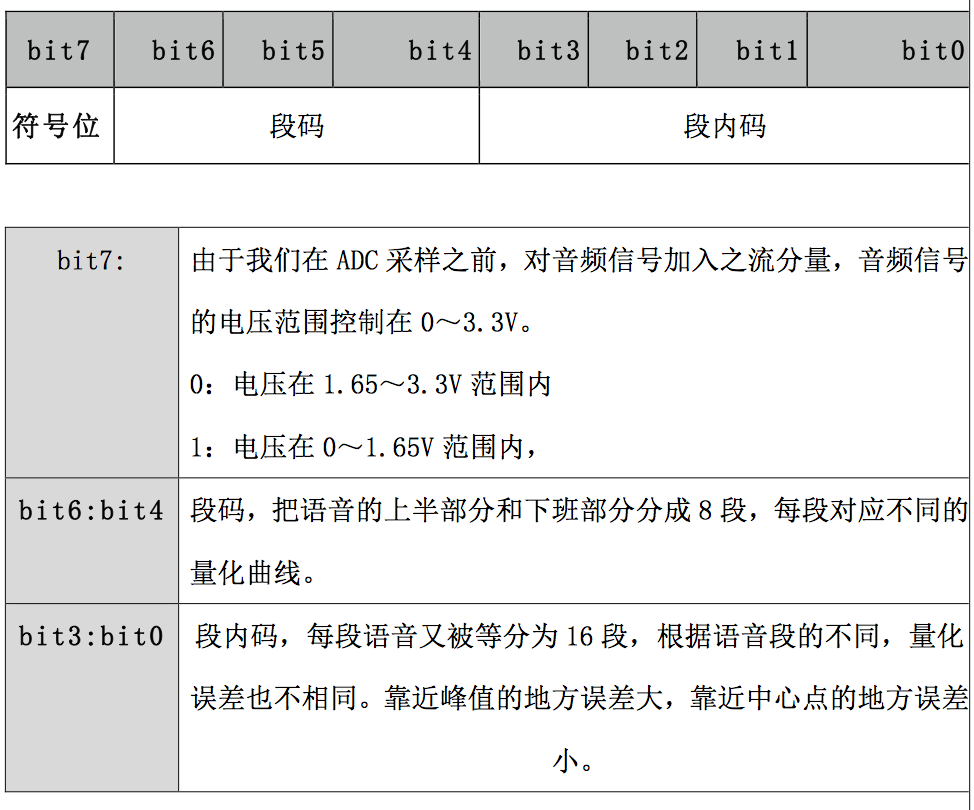 bit7 bit6 bit5 bit4 bit3 bit2 bit1 bit0
符号位 段码 段内码
bit7: 由于我们在 ADC 采样之前，对音频信号加入之流分量，音频信号
的电压范围控制在 0～3.3V。
0：电压在 1.65～3.3V 范围内
1：电压在 0～1.65V 范围内，
bit6:bit4 段码，把语音的上半部分和下班部分分成 8 段，每段对应不同的
量化曲线。
bit3:bit0 段内码，每段语音又被等分为 16 段，根据语音段的不同，量化
误差也不相同。靠近峰值的地方误差大，靠近中心点的地方误差
小。